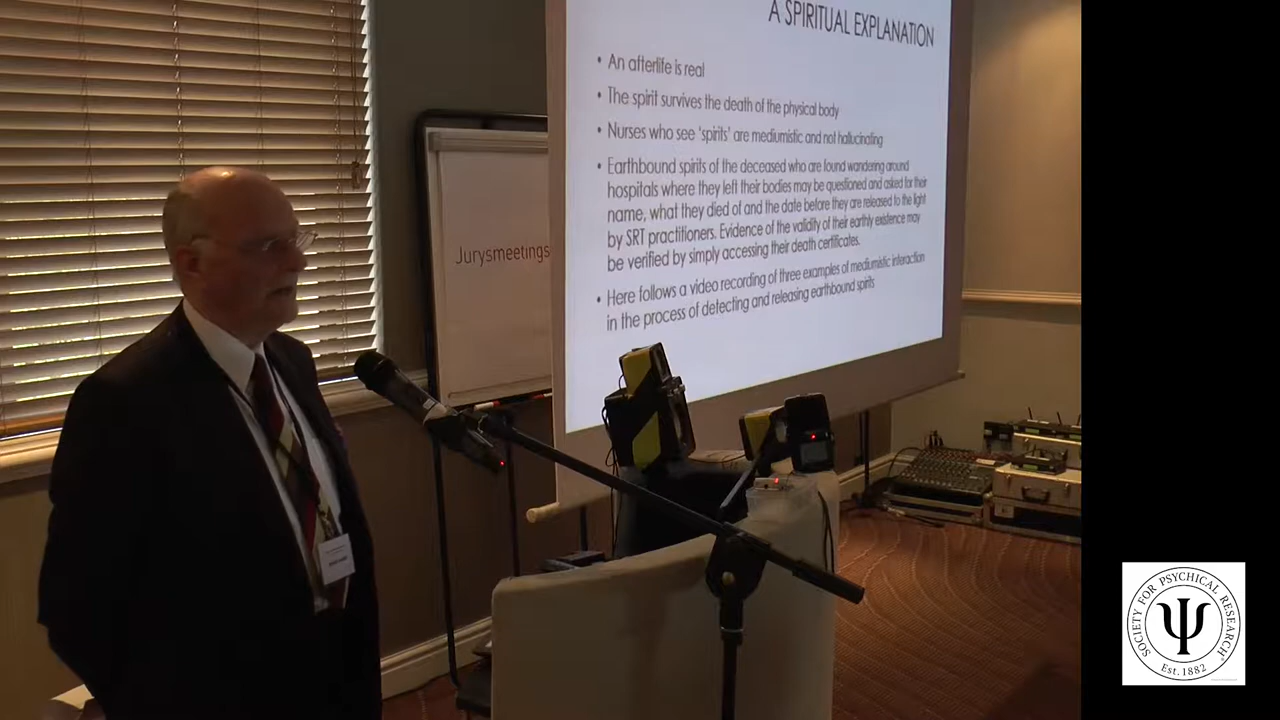 A SPIRITUAL EXPLANATION
• An afterlife is real
• The spirit survives the death of the physical body
• Nurses who see 'spirits' are mediumistic and not hallucinating
• Earthbound spirits of the deceased who are found wandering around
hospitals where they left their bodies may be questioned and asked for their
name, what they died of and the date before they are released to the light
by SRT practitioners. Evidence of the validity of their earthly existence may
be verified by simply accessing their death certificates.
• Here follows a video recording of three examples of mediumistic interaction
in the process of detecting and releasing earthbound spirits
Jurysmeetings
SOCIETY FOR PSYCHICAL RESEARCH
Ψ
Est. 1882